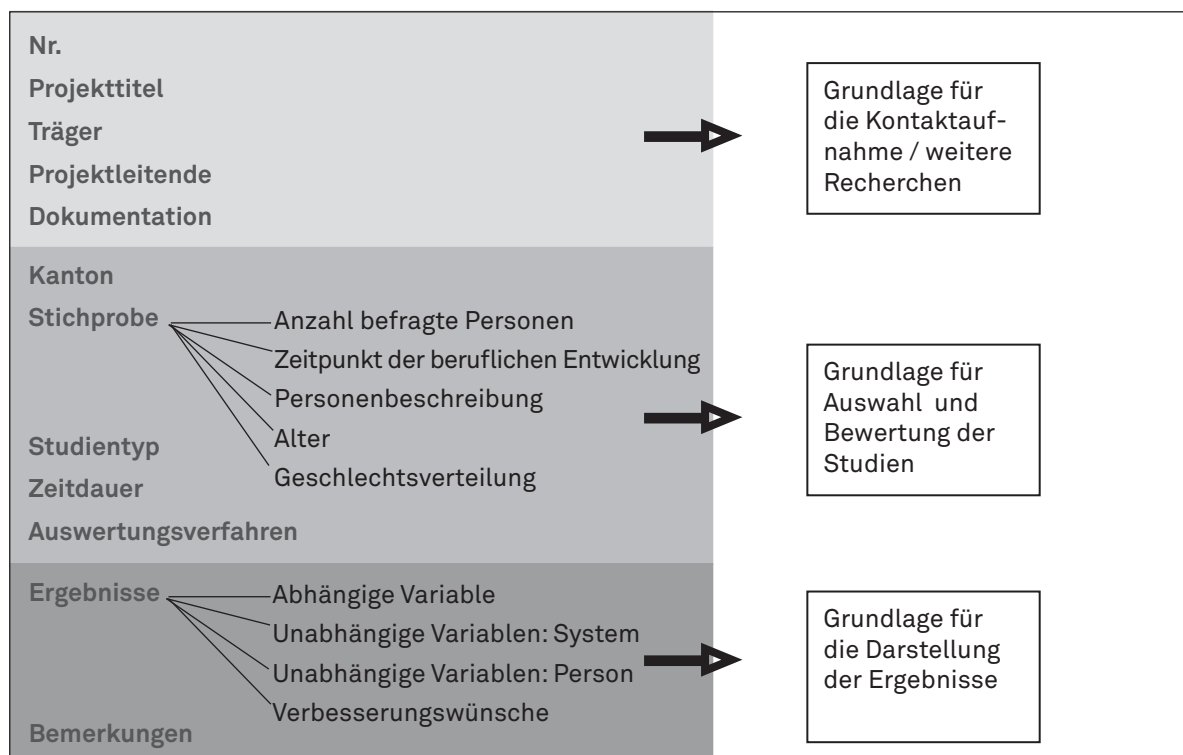 Nr.
Projekttitel
Träger
Projektleitende
Dokumentation
Grundlage für
die Kontaktauf-
nahme / weitere
Recherchen
Kanton
Stichprobe
Anzahl befragte Personen
Zeitpunkt der beruflichen Entwicklung
Personenbeschreibung
Alter
Geschlechtsverteilung
Studientyp
Zeitdauer
Auswertungsverfahren
Grundlage für
Auswahl und
Bewertung der
Studien
Ergebnisse
Abhängige Variable
Unabhängige Variablen: System
Unabhängige Variablen: Person
Verbesserungswünsche
Bemerkungen
Grundlage für
die Darstellung
der Ergebnisse